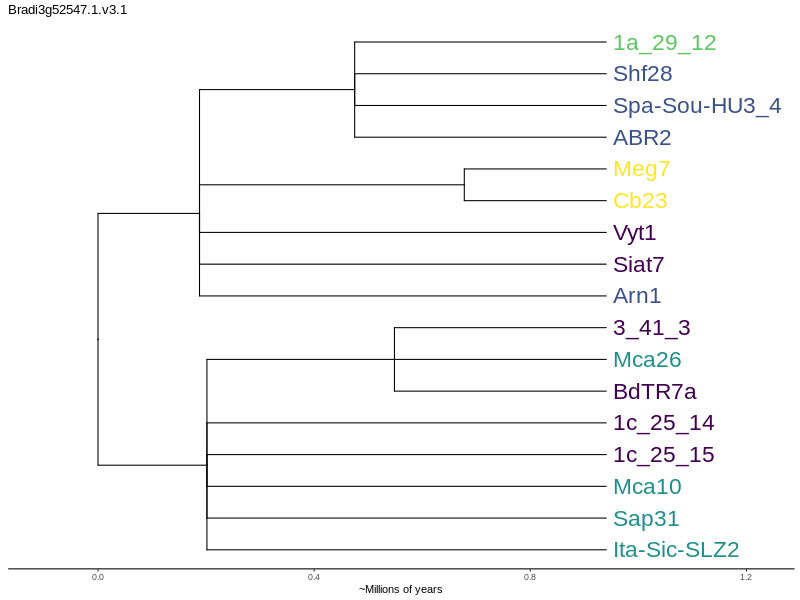 Bradi3g52547.1.v3.1
1a_29_12
Shf28
Spa-Sou-HU3_4
ABR2
Meg7
Cb23
Vyt1
Siat7
Arn1
3_41_3
Mca26
BdTR7a
1c_25_14
1c_25_15
Mca10
Sap31
Ita-Sic-SLZ2
0.0 0.4 0.8 1.2
~Millions of years